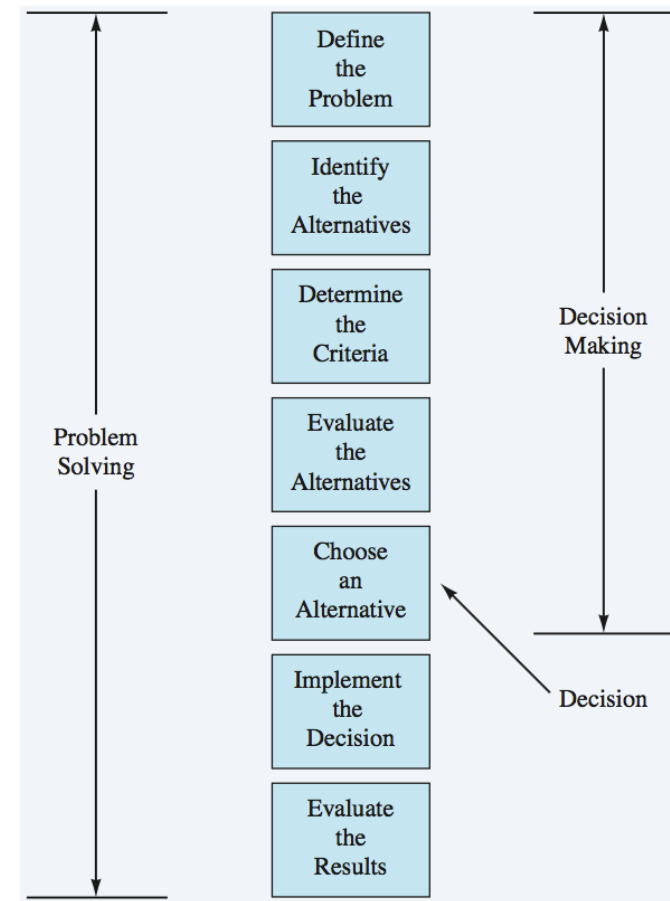 Define
the
Problem
Identify
the
Alternatives
Determine
the
Criteria
Decision
Making
Evaluate
the
Alternatives
Problem
Solving
Choose
an
Alternative
Implement
the
Decision
Decision
Evaluate
the
Results